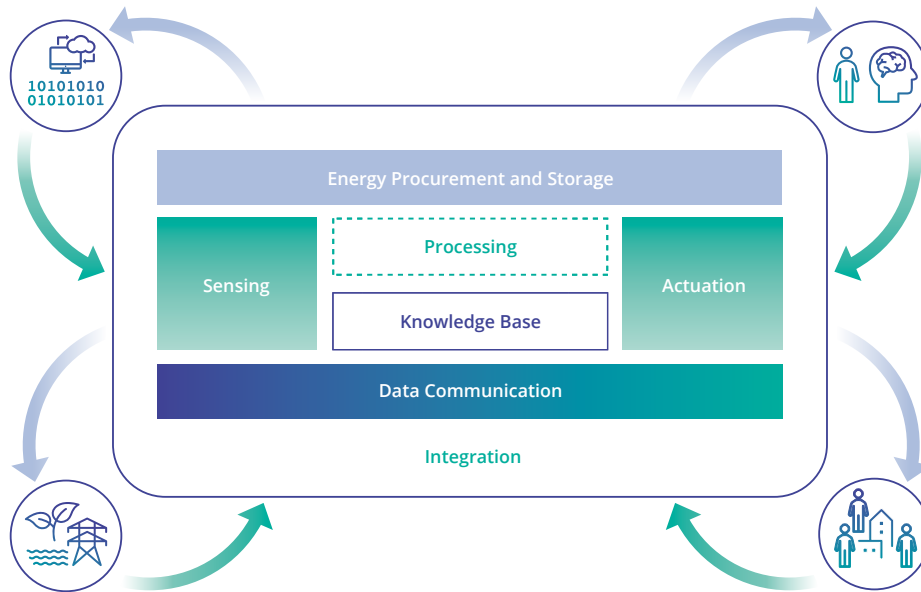 10101010
01010101
Energy Procurement and Storage
Sensing
Processing
Knowledge Base
Actuation
Data Communication
Integration